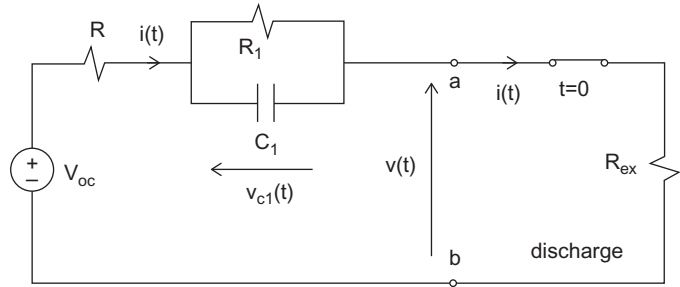 R
i(t)
R1
C1
vc1(t)
+
−
Voc
a
i(t)
t=0
v(t)
Rex
b
discharge